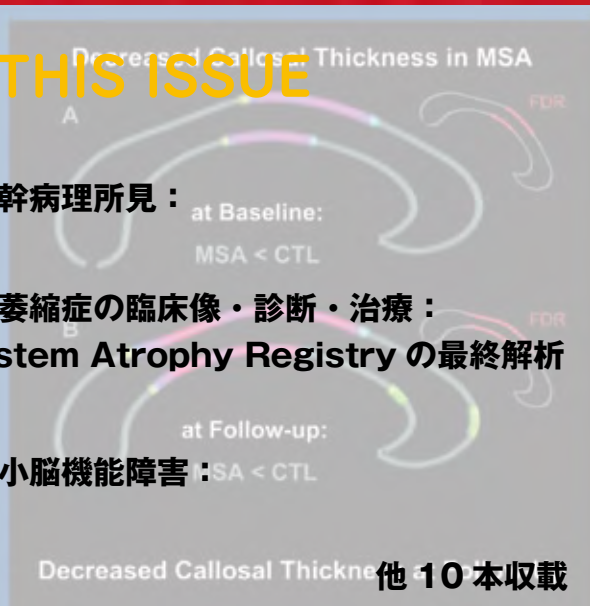 Decreased Callosal Thickness in MSA
THIS ISSUE
A
FDR
幹病理所見：
at Baseline:
MSA < CTL
萎縮症の臨床像・診断・治療：
B
FDR
stem Atrophy Registry の最終解析
at Follow-up:
小脳機能障害：
MSA < CTL
Decreased Callosal
他 10 本収載